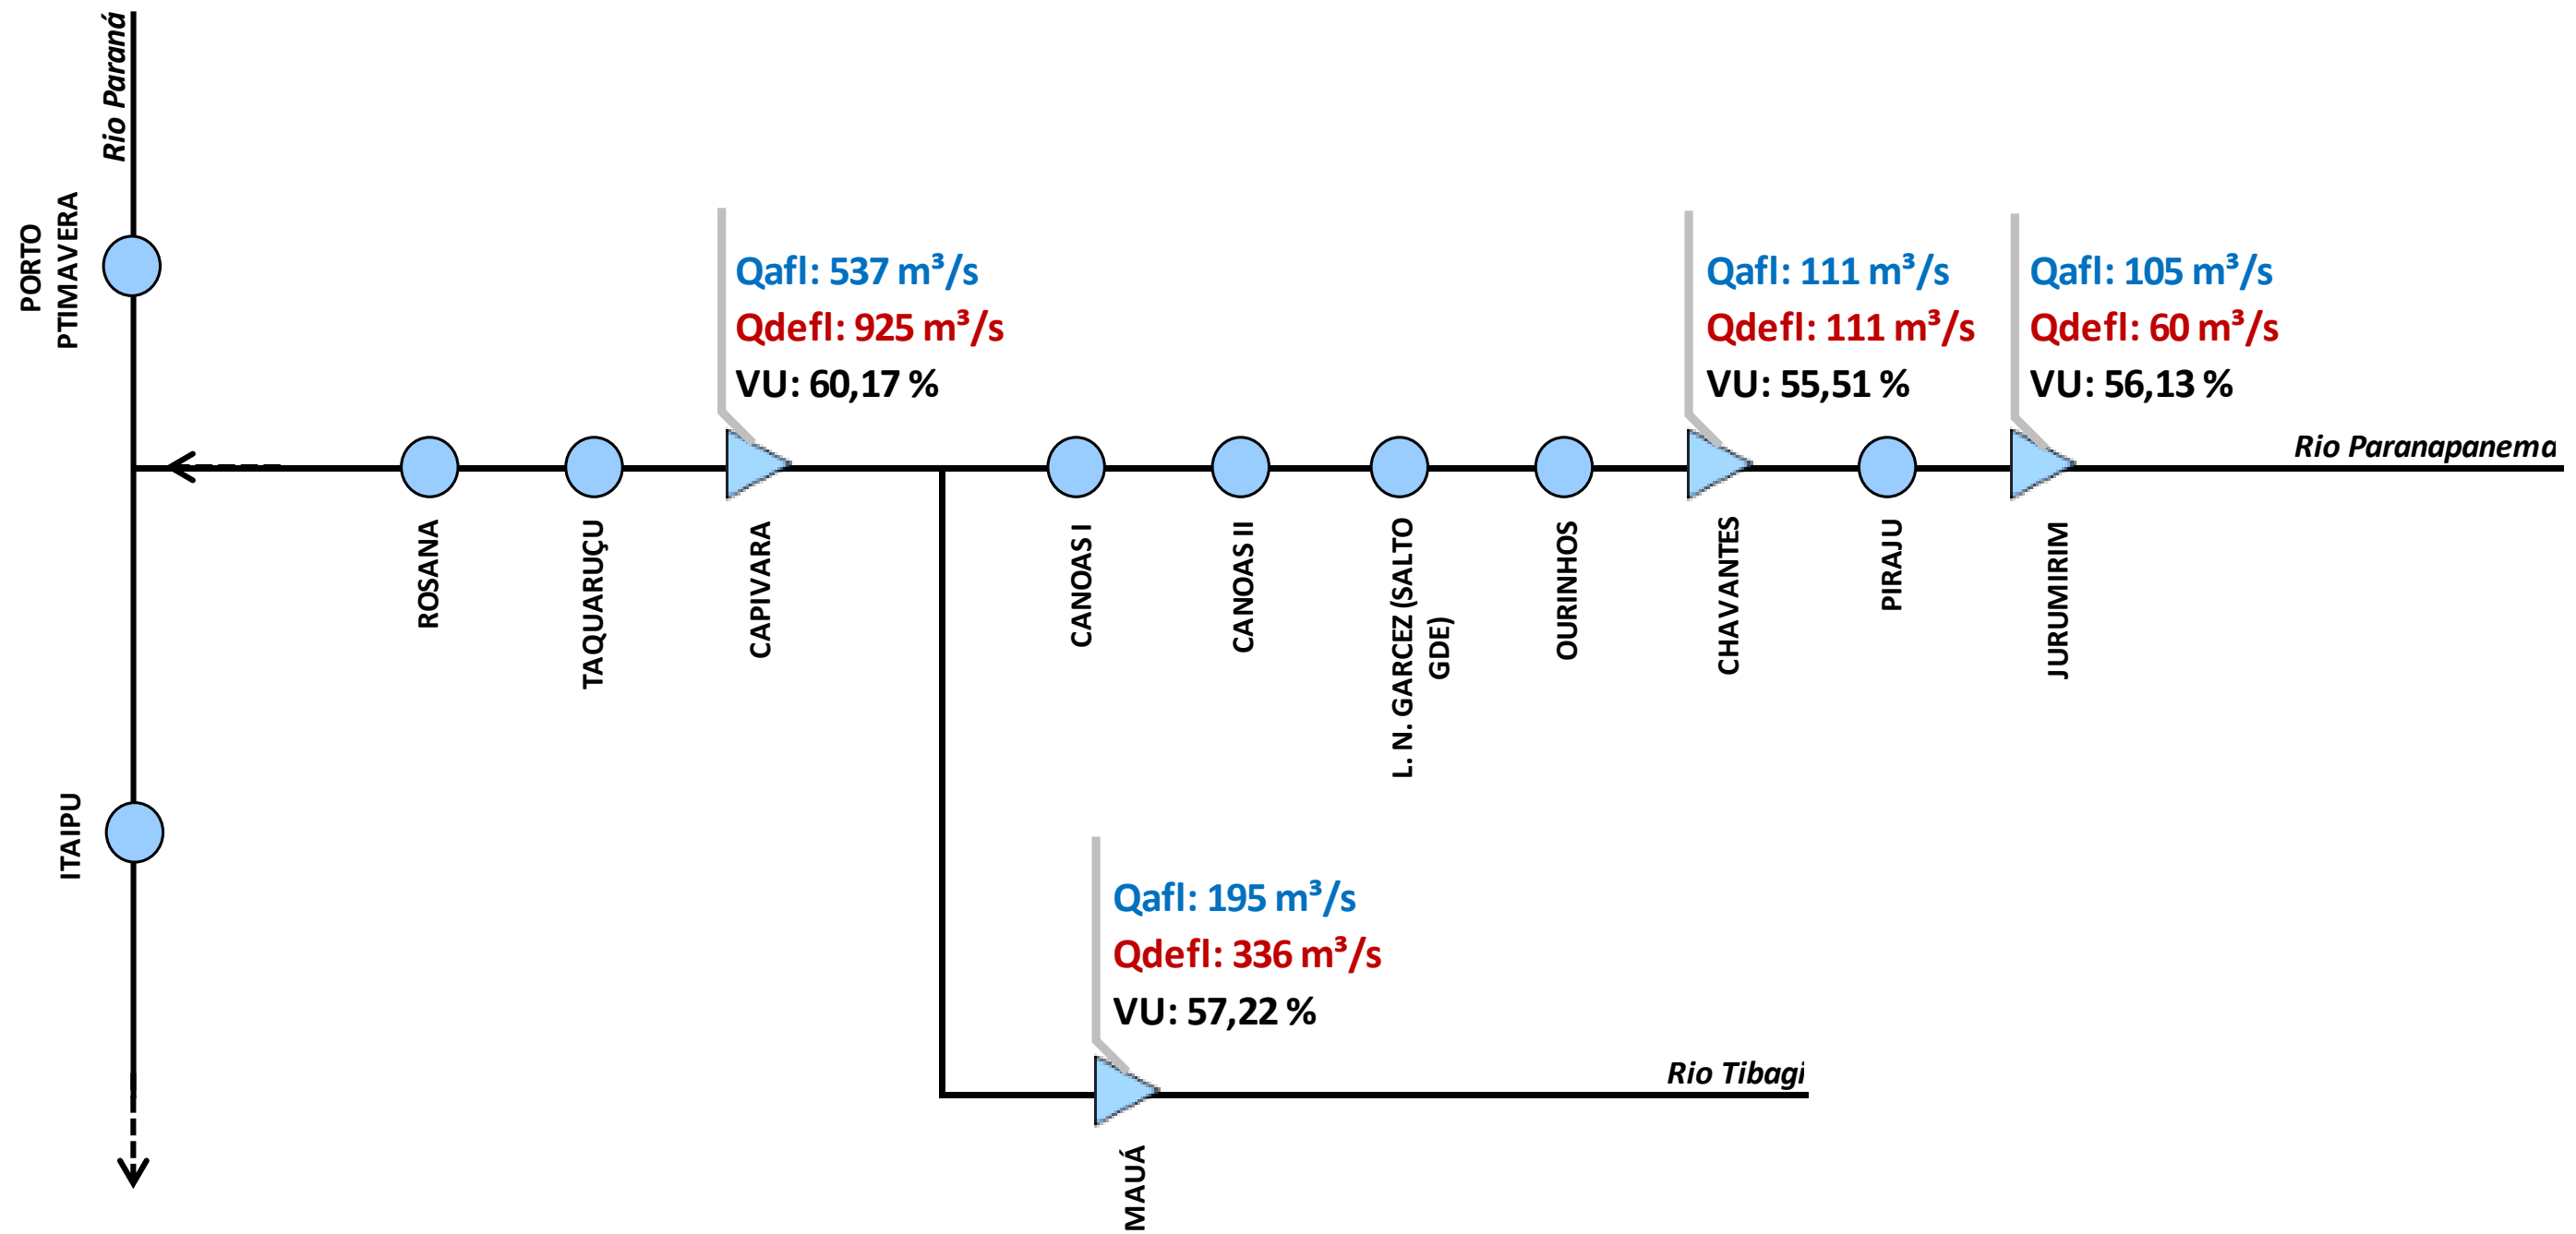 Rio Paraná
PORTO
PTIMAVERA
Qafl: 537 m³/s
Qdefl: 925 m³/s
VU: 60,17 %
Qafl: 111 m³/s
Qdefl: 111 m³/s
VU: 55,51 %
Qafl: 105 m³/s
Qdefl: 60 m³/s
VU: 56,13 %
Rio Paranapanema
ROSANA
TAQUARUÇU
CAPIVARA
CANOAS I
CANOAS II
L. N. GARCEZ (SALTO
GDE)
OURINHOS
CHAVANTES
PIRAJU
JURUMIRIM
ITAIPU
Qafl: 195 m³/s
Qdefl: 336 m³/s
VU: 57,22 %
Rio Tibagi
MAUÁ